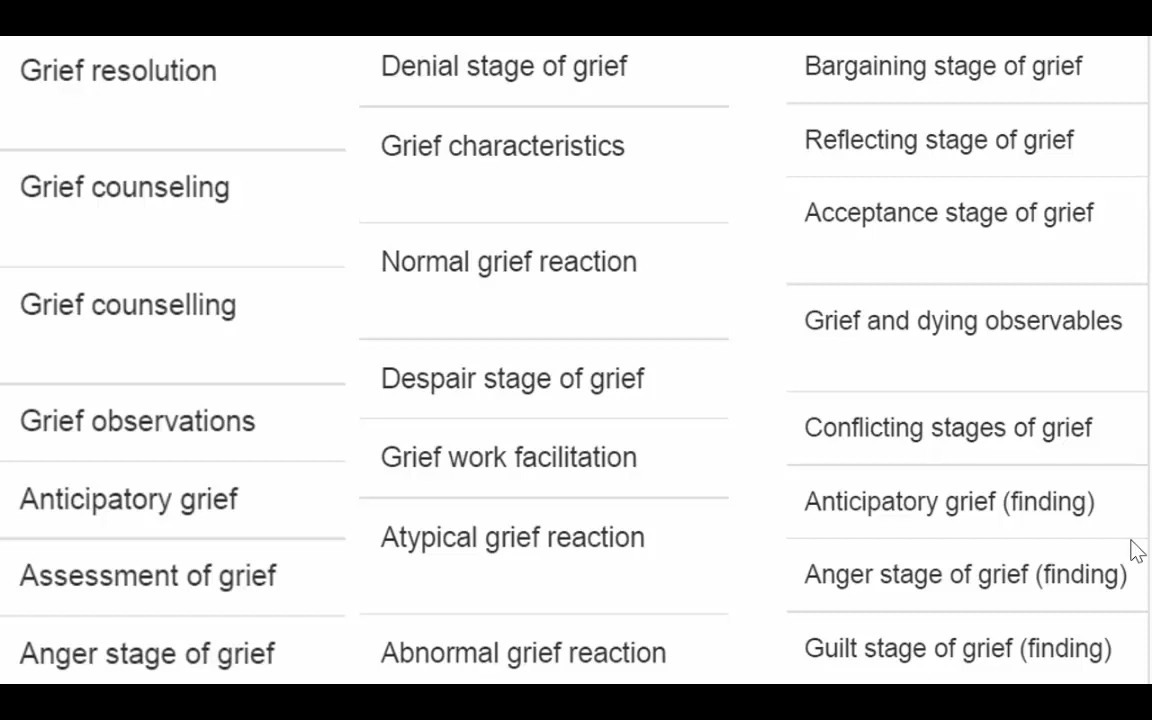 Grief resolution
Grief counseling
Grief counselling
Grief observations
Anticipatory grief
Assessment of grief
Anger stage of grief
Denial stage of grief
Grief characteristics
Normal grief reaction
Despair stage of grief
Grief work facilitation
Atypical grief reaction
Abnormal grief reaction
Bargaining stage of grief
Reflecting stage of grief
Acceptance stage of grief
Grief and dying observables
Conflicting stages of grief
Anticipatory grief (finding)
Anger stage of grief (finding)
Guilt stage of grief (finding)